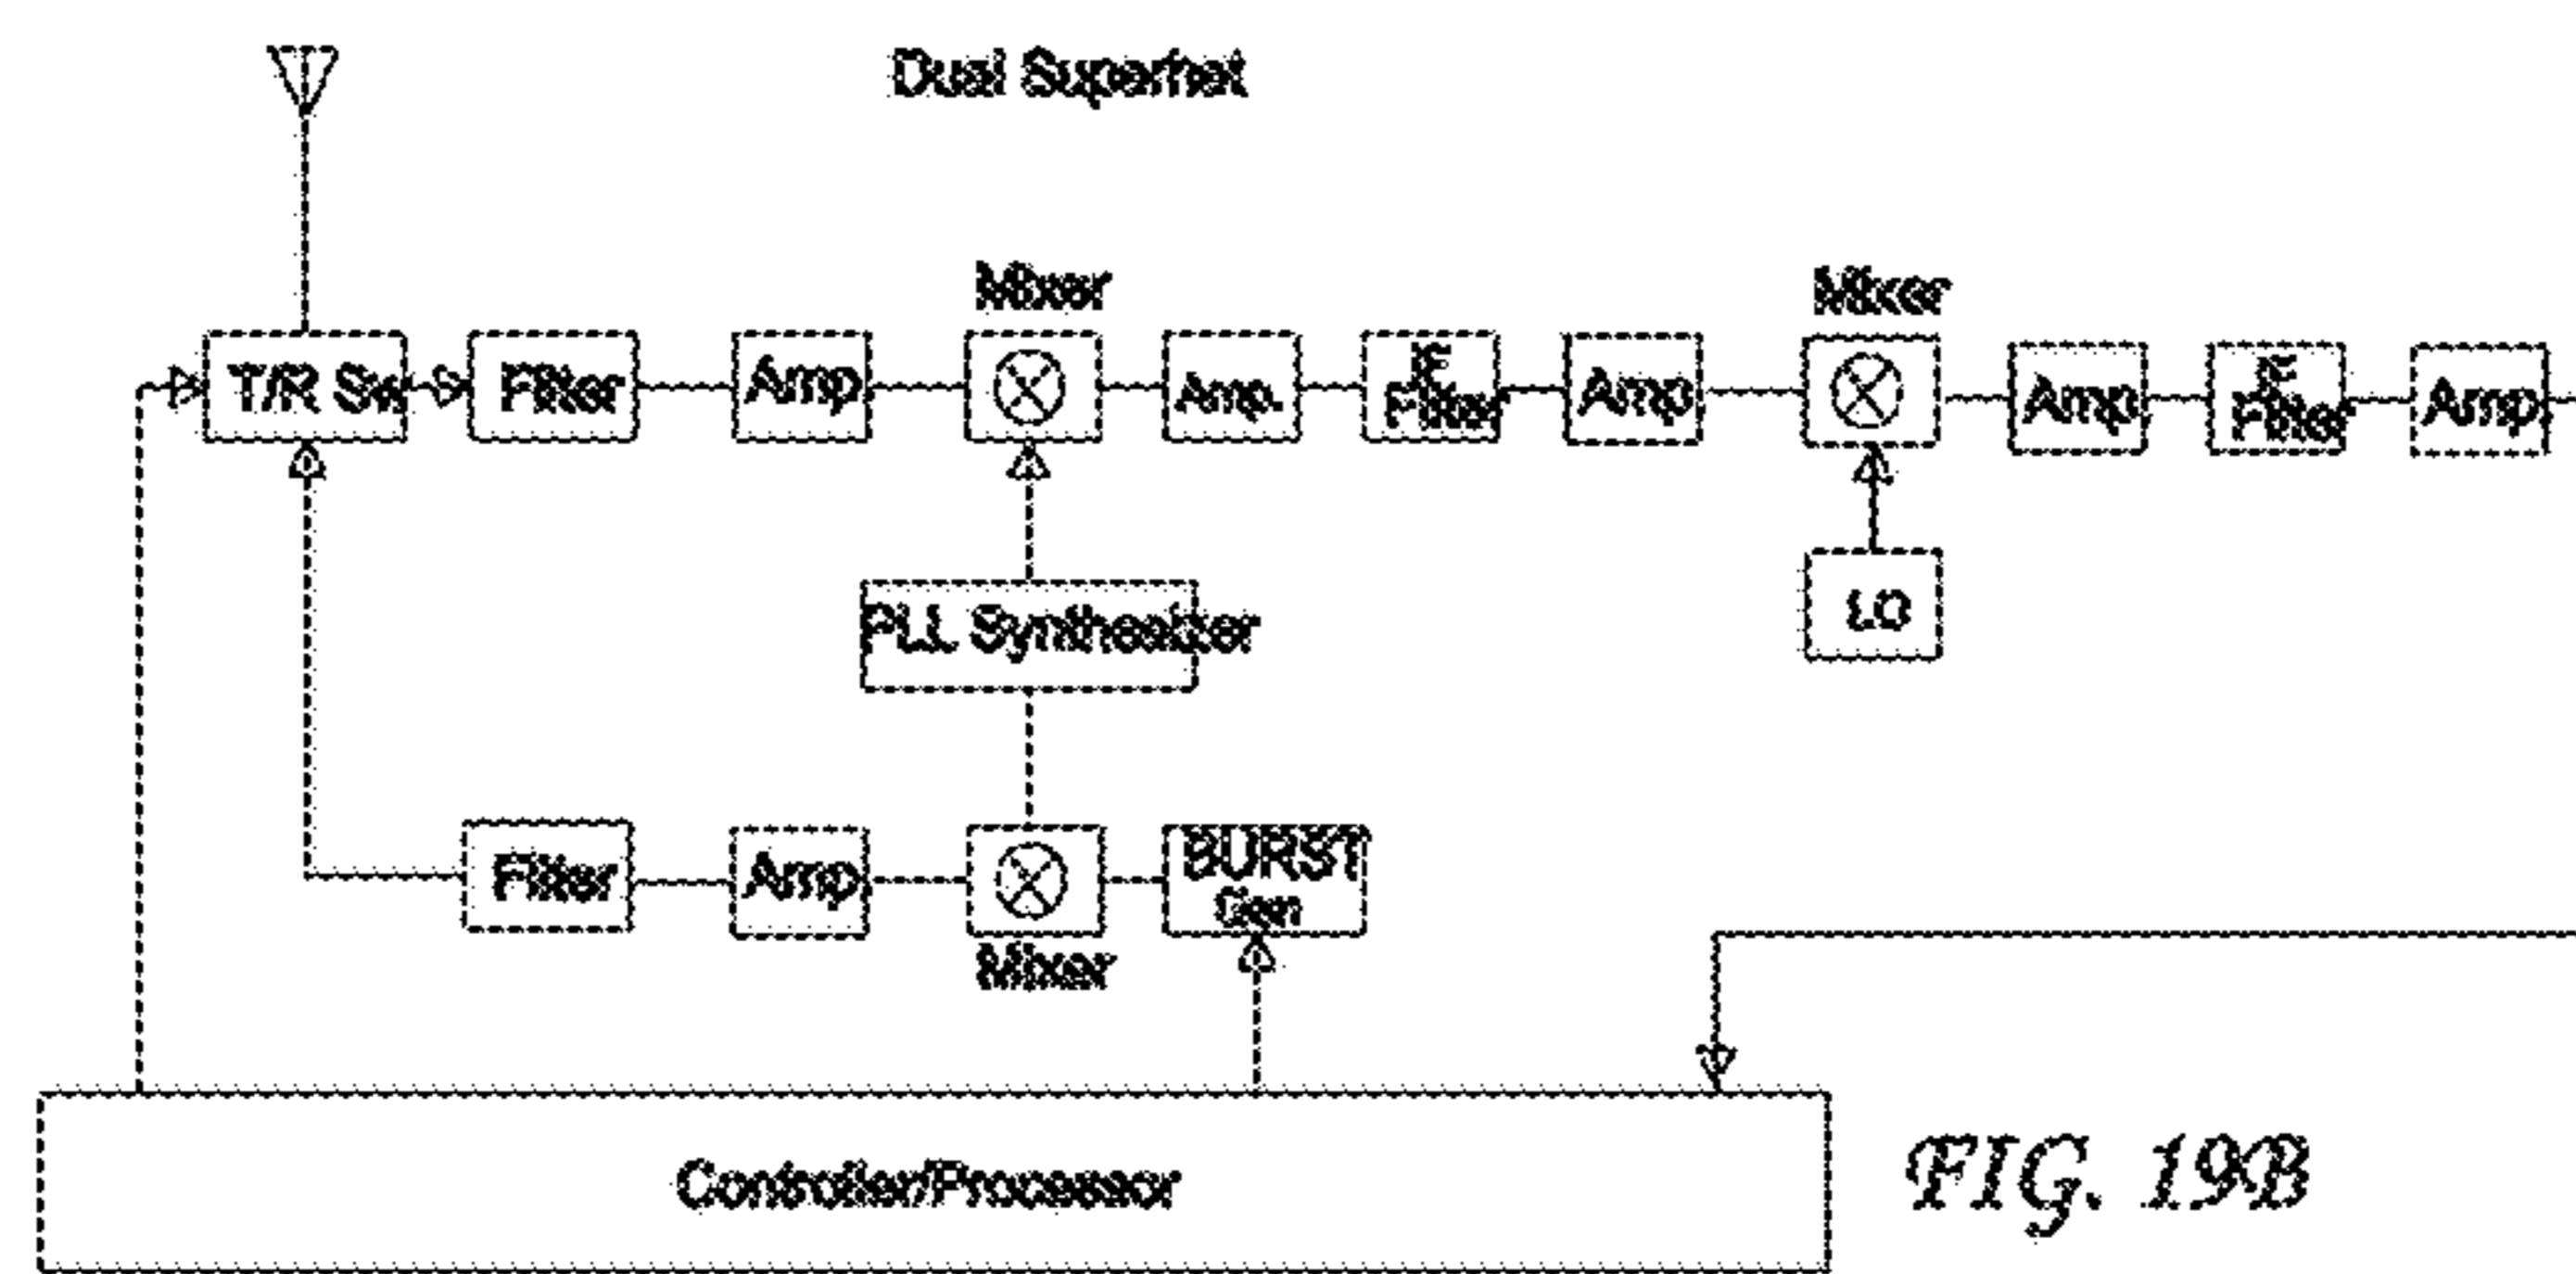 Dual Superhet
Mixer
Mixer
T/R Sw
Filter
Amp
Amp.
IF
Filter
Amp
Amp
IF
Filter
Amp
PLL Synthesizer
LO
Filter
Amp
BURST
Gen
Mixer
Controller/Processor
FIG. 19B